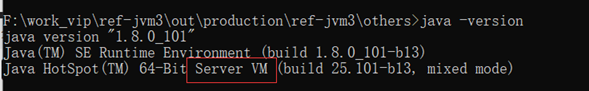 F:\work_vip\ref-jvm3\out\production\ref-jvm3\others>java -version
java version "1.8.0_101"
Java(TM) SE Runtime Environment (build 1.8.0_101-b13)
Java HotSpot(TM) 64-Bit Server VM (build 25.101-b13, mixed mode)